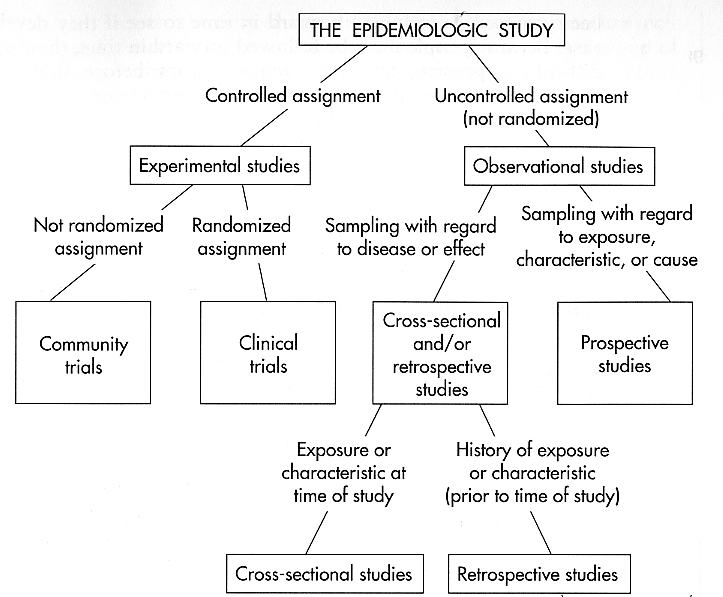 THE EPIDEMIOLOGIC STUDY
Controlled assignment
Uncontrolled assignment
(not randomized)
Experimental studies
Observational studies
Not randomized
assignment
Randomized
assignment
Sampling with regard
to disease or effect
Sampling with regard
to exposure,
characteristic, or cause
Community
trials
Clinical
trials
Cross-sectional
and/or
retrospective
studies
Prospective
studies
Exposure or
characteristic at
time of study
History of exposure
or characteristic
(prior to time of study)
Cross-sectional studies
Retrospective studies